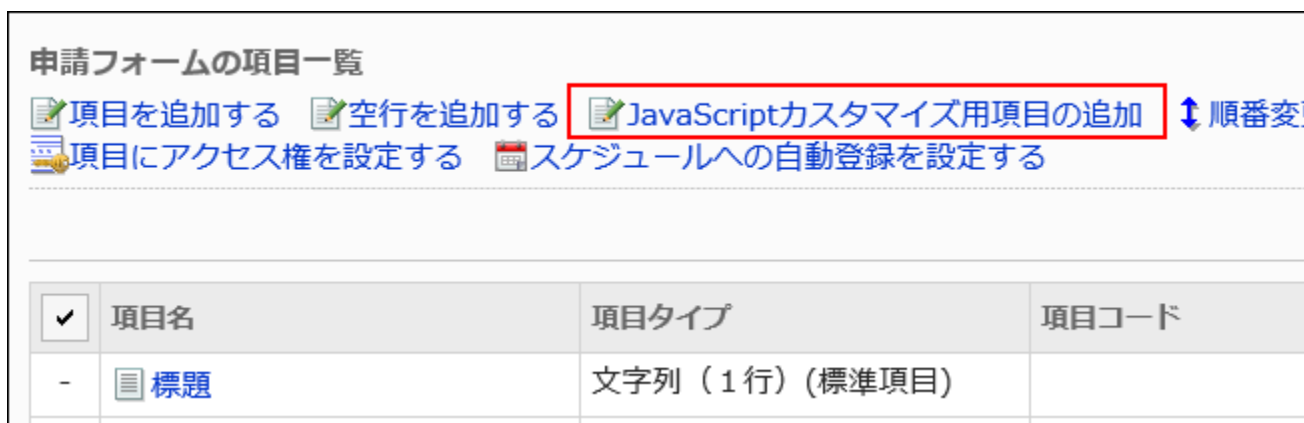 申請フォームの項目一覧
項目を追加する 空行を追加する JavaScriptカスタマイズ用項目の追加 順番変
項目にアクセス権を設定する スケジュールへの自動登録を設定する
項目名 項目タイプ 項目コード
- 標題 文字列（１行）(標準項目)